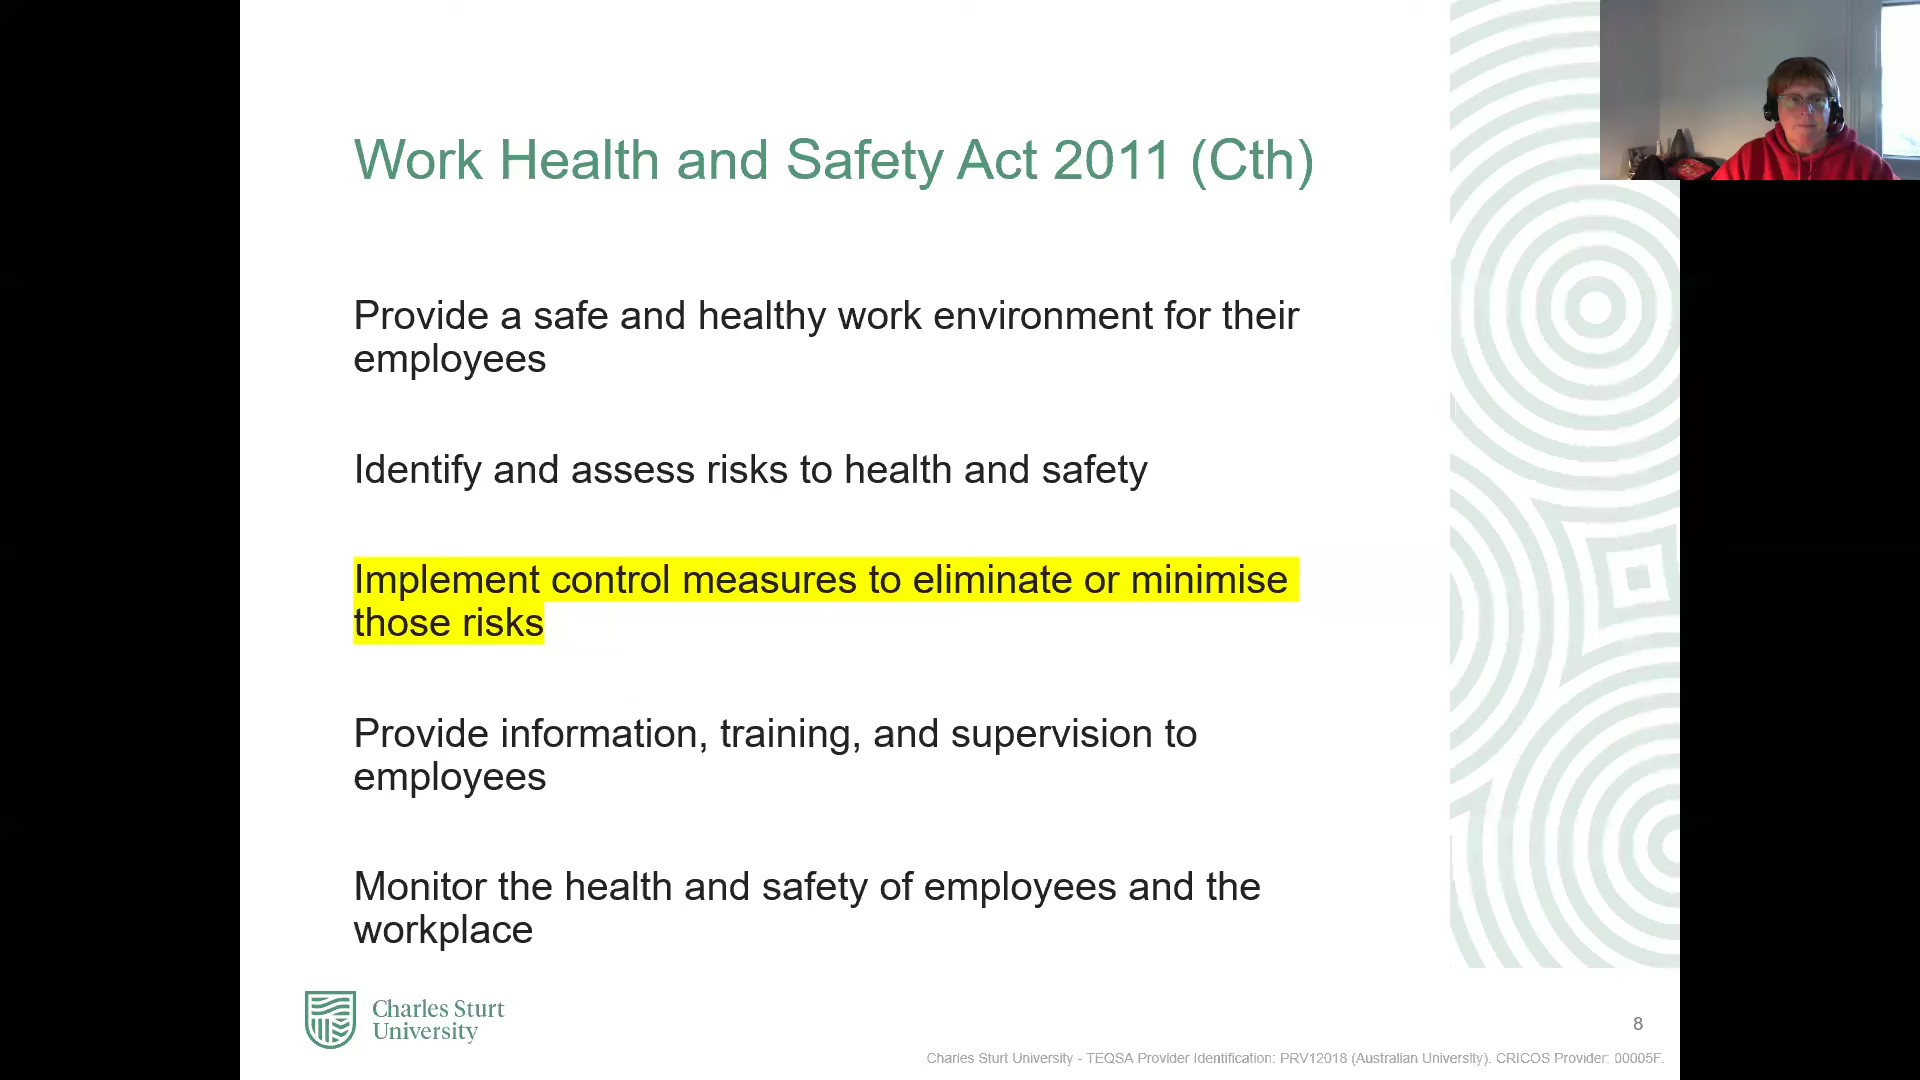 Work Health and Safety Act 2011 (Cth)
Provide a safe and healthy work environment for their
employees
Identify and assess risks to health and safety
Implement control measures to eliminate or minimise
those risks
Provide information, training, and supervision to
employees
Monitor the health and safety of employees and the
workplace
Charles Sturt
University
8
Charles Sturt University - TEQSA Provider Identification: PRV12018 (Australian University). CRICOS Provider: 00005F.